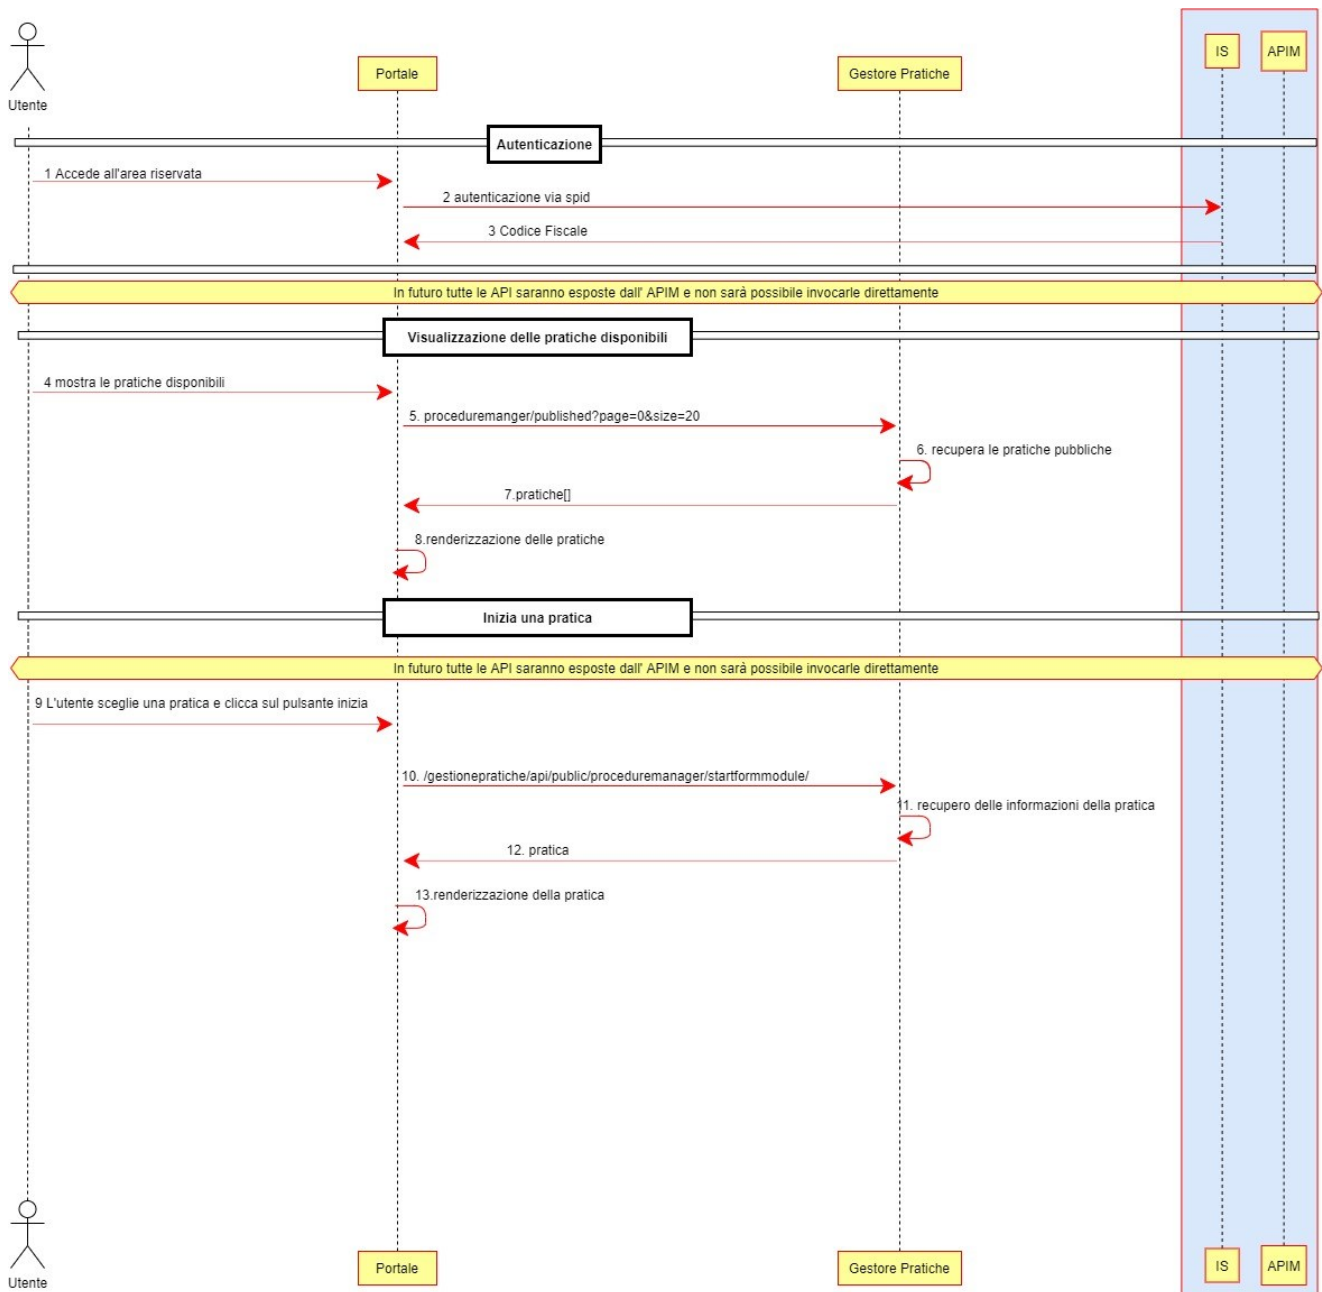 Utente
Portale
Gestore Pratiche
IS
APIM
Autenticazione
1 Accede all'area riservata
2 autenticazione via spid
3 Codice Fiscale
In futuro tutte le API saranno esposte dall' APIM e non sarà possibile invocarle direttamente
Visualizzazione delle pratiche disponibili
4 mostra le pratiche disponibili
5. proceduremanger/published?page=0&size=20
6. recupera le pratiche pubbliche
7.pratiche[]
8.renderizzazione delle pratiche
Inizia una pratica
In futuro tutte le API saranno esposte dall' APIM e non sarà possibile invocarle direttamente
9 L'utente sceglie una pratica e clicca sul pulsante inizia
10. /gestionepratiche/api/public/proceduremanager/startformmodule/
11. recupero delle informazioni della pratica
12. pratica
13.renderizzazione della pratica
Utente
Portale
Gestore Pratiche
IS
APIM